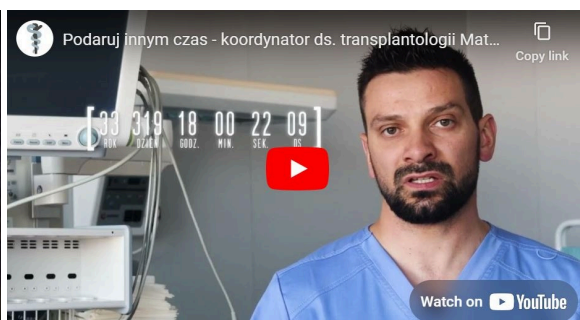 Podaruj innym czas - koordynator ds. transplantologii Mat...
Copy link
33 319 18 00 22 09
ROK DZIEŃ GODZ. MIN. SEK. DS
Watch on YouTube